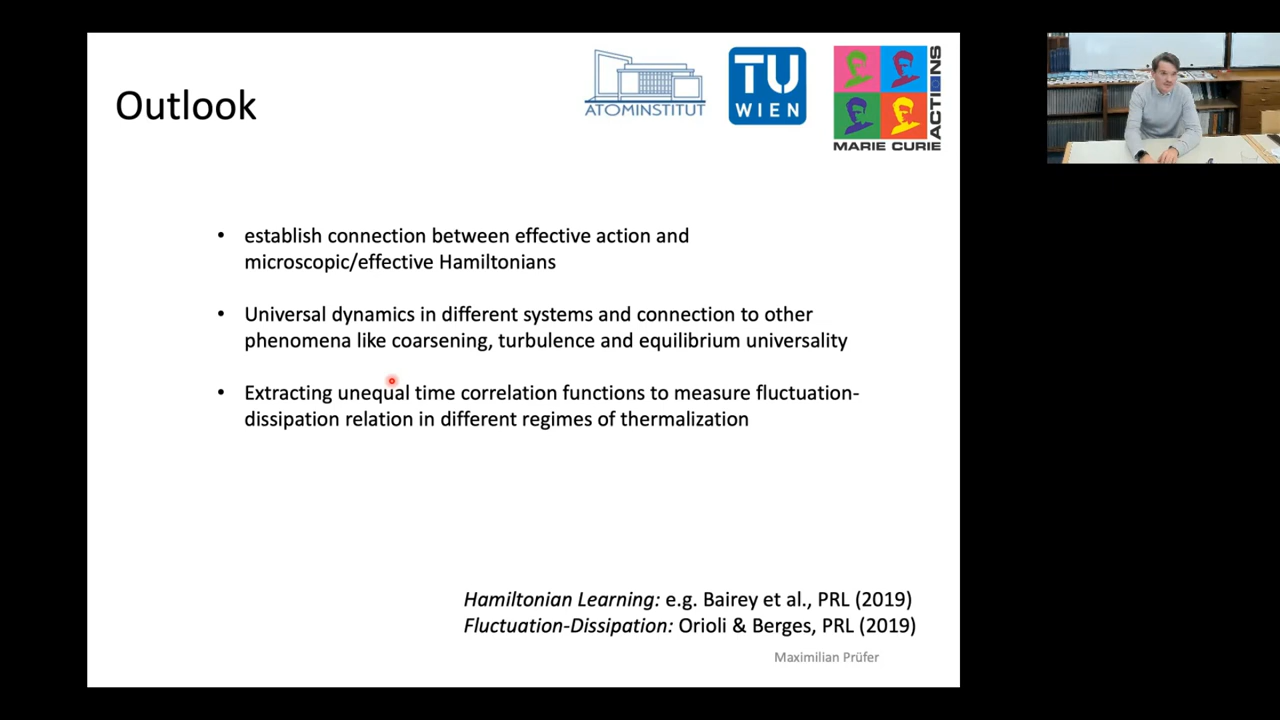 Outlook
ATOMINSTITUT
TU
WIEN
MARIE CURIE
ACTIONS
• establish connection between effective action and
microscopic/effective Hamiltonians
• Universal dynamics in different systems and connection to other
phenomena like coarsening, turbulence and equilibrium universality
• Extracting unequal time correlation functions to measure fluctuation-
dissipation relation in different regimes of thermalization
Hamiltonian Learning: e.g. Bairey et al., PRL (2019)
Fluctuation-Dissipation: Orioli & Berges, PRL (2019)
Maximilian Prüfer